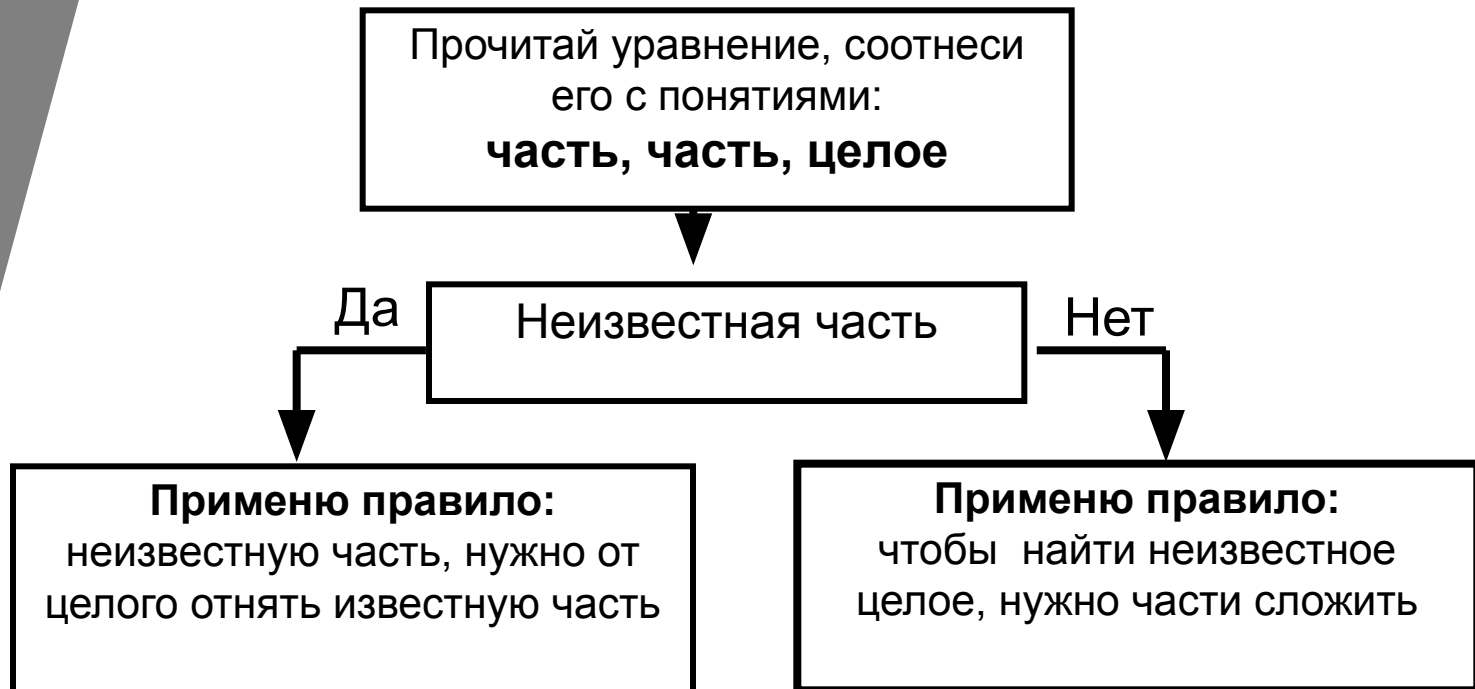 Прочитай уравнение, соотнеси
его с понятиями:
часть, часть, целое
Да
Неизвестная часть
Нет
Применю правило:
неизвестную часть, нужно от
целого отнять известную часть
Применю правило:
чтобы найти неизвестное
целое, нужно части сложить